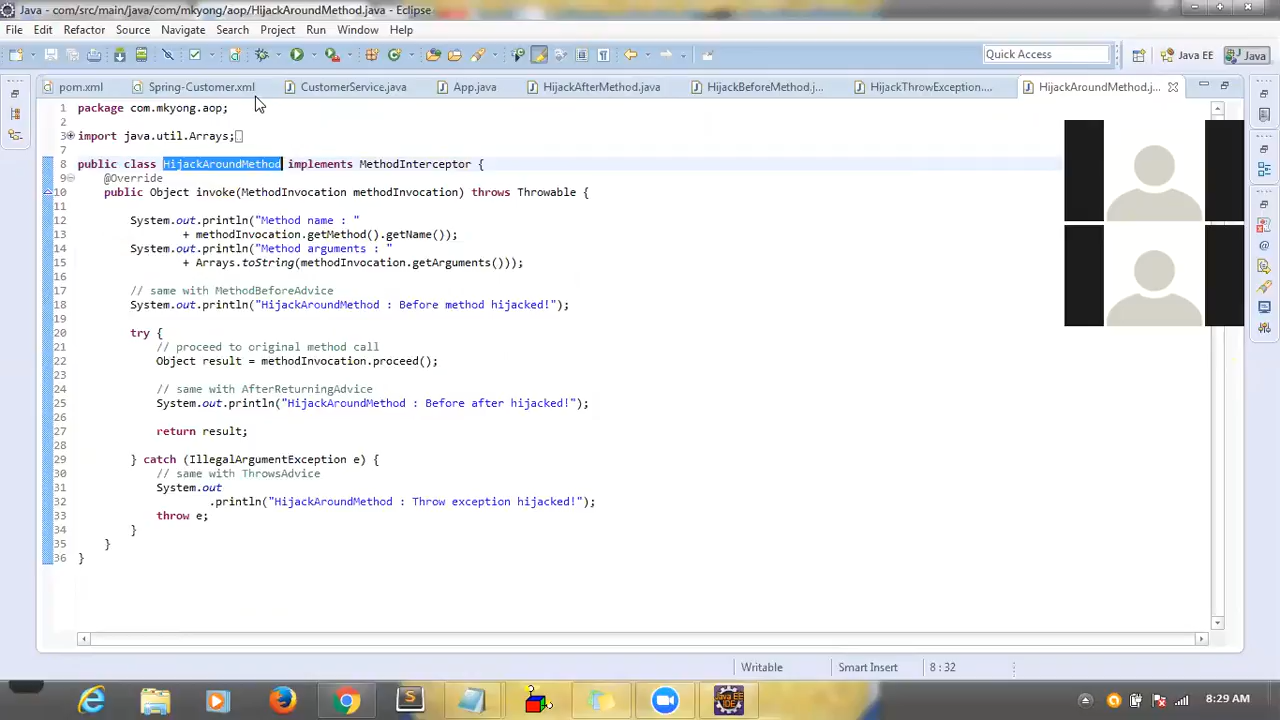 Java - com/src/main/java/com/mkyong/aop/HijackAroundMethod.java - Eclipse
File Edit Refactor Source Navigate Search Project Run Window Help
Quick Access
Java EE
Java
pom.xml
Spring-Customer.xml
CustomerService.java
App.java
HijackAfterMethod.java
HijackBeforeMethod.j...
HijackThrowException....
HijackAroundMethod.j...
1 package com.mkyong.aop;
2
3 import java.util.Arrays;
7
8 public class HijackAroundMethod implements MethodInterceptor {
9 @Override
10 public Object invoke(MethodInvocation methodInvocation) throws Throwable {
11
12 System.out.println("Method name : "
13 + methodInvocation.getMethod().getName());
14 System.out.println("Method arguments : "
15 + Arrays.toString(methodInvocation.getArguments()));
16
17 // same with MethodBeforeAdvice
18 System.out.println("HijackAroundMethod : Before method hijacked!");
19
20 try {
21 // proceed to original method call
22 Object result = methodInvocation.proceed();
23
24 // same with AfterReturningAdvice
25 System.out.println("HijackAroundMethod : Before after hijacked!");
26
27 return result;
28
29 } catch (IllegalArgumentException e) {
30 // same with ThrowsAdvice
31 System.out
32 .println("HijackAroundMethod : Throw exception hijacked!");
33 throw e;
34 }
35 }
36 }
Writable
Smart Insert
8 : 32
8:29 AM